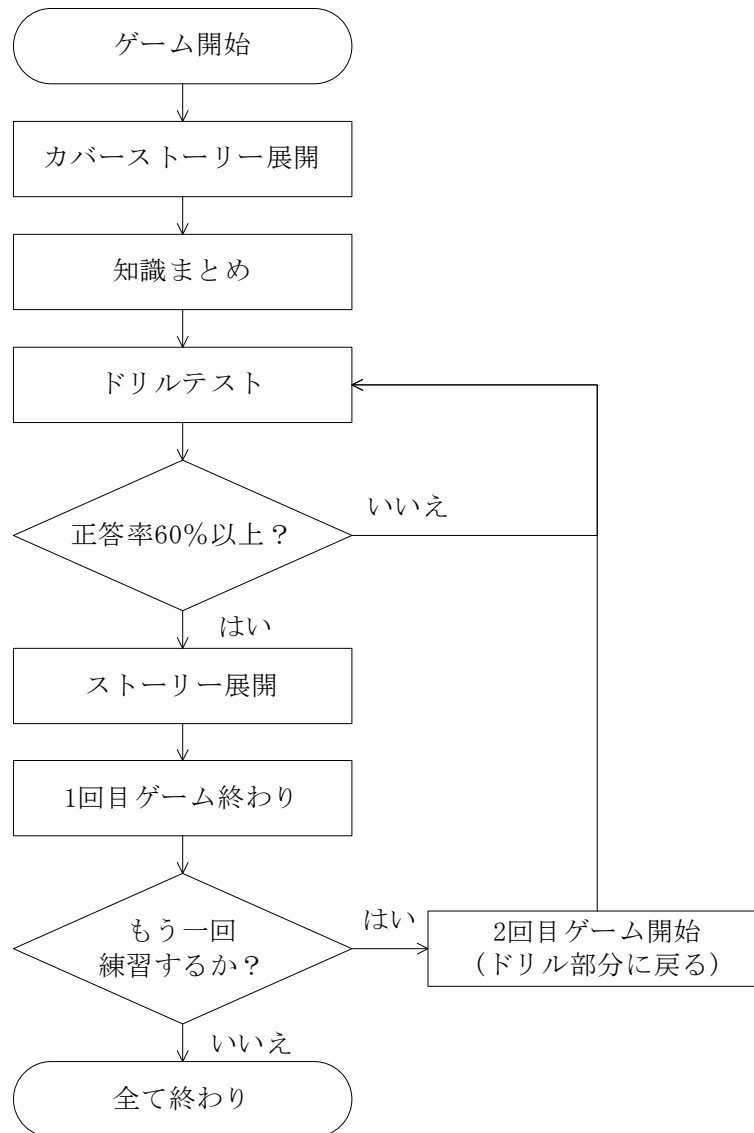 ゲーム開始
カバーストーリー展開
知識まとめ
ドリルテスト
正答率60%以上？
いいえ
はい
ストーリー展開
1回目ゲーム終わり
もう一回
練習するか？
はい
2回目ゲーム開始
（ドリル部分に戻る）
いいえ
全て終わり